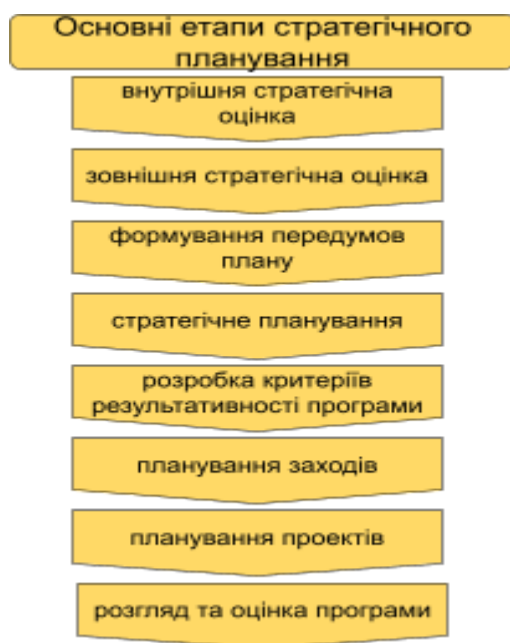 Основні етапи стратегічного
планування
внутрішня стратегічна
оцінка
зовнішня стратегічна оцінка
формування передумов
плану
стратегічне планування
розробка критеріїв
результативності програми
планування заходів
планування проектів
розгляд та оцінка програми